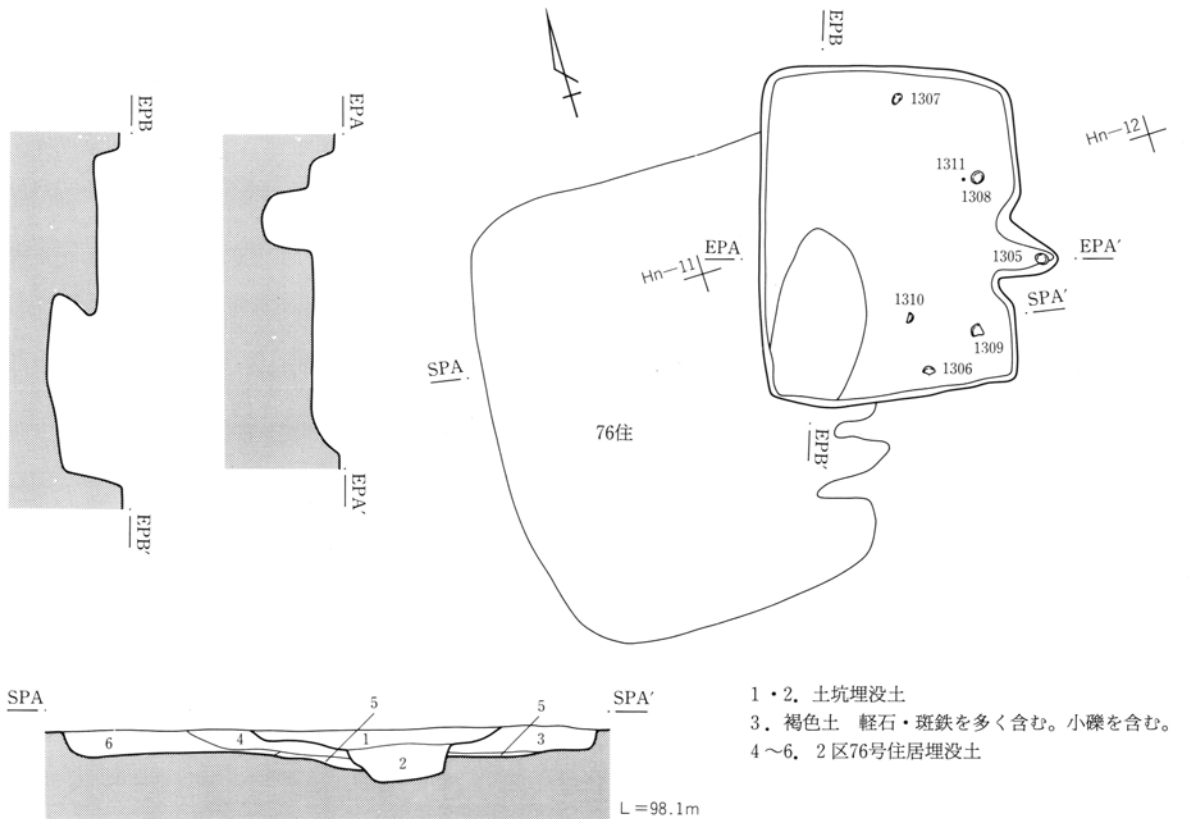 EPB
EPB
EPA
1307
Hn—12
1311
1308
EPA
EPA′
1305
Hn—11
SPA′
1310
1309
SPA
1306
76住
EPB′
EPA′
EPB′
SPA
5
5
SPA′
6
4
1
3
2
L=98.1m
1・2．土坑埋没土
3．褐色土　軽石・斑鉄を多く含む。小礫を含む。
4～6．2区76号住居埋没土